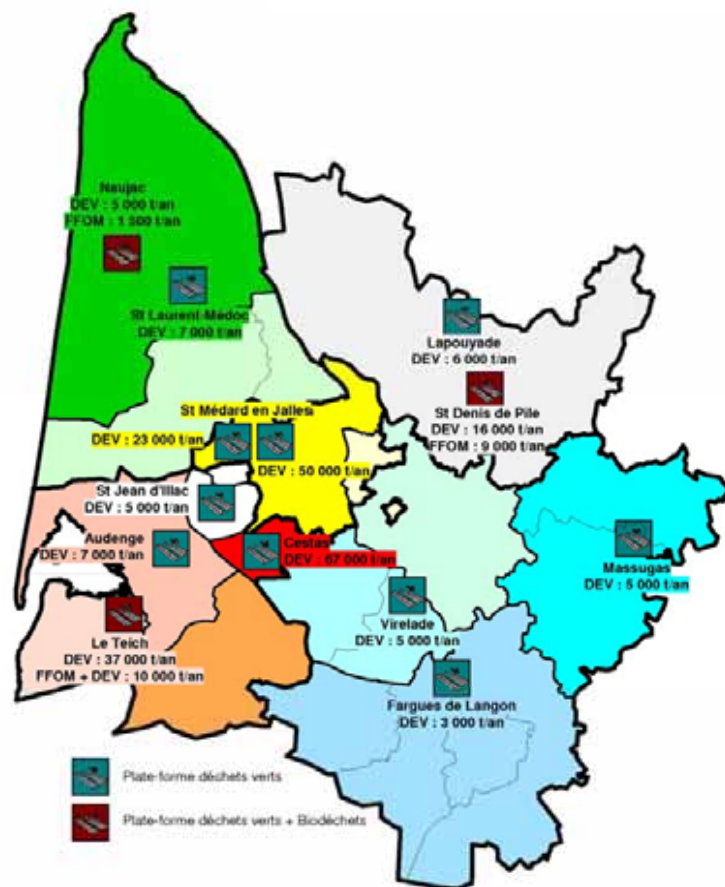 Naujac
DEV : 5 000 t/an
FFOM : 1 500 t/an
St Laurent-Médoc
DEV : 7 000 t/an
Lapouyade
DEV : 6 000 t/an
St Denis de Pile
DEV : 16 000 t/an
FFOM : 9 000 t/an
St Médard en Jalles
DEV : 23 000 t/an
DEV : 50 000 t/an
St Jean d'Illac
DEV : 5 000 t/an
Audenge
DEV : 7 000 t/an
Cestas
DEV : 67 000 t/an
Massugas
DEV : 5 000 t/an
Virelade
DEV : 5 000 t/an
Le Teich
DEV : 37 000 t/an
FFOM + DEV : 10 000 t/an
Fargues de Langon
DEV : 3 000 t/an
Plate-forme déchets verts
Plate-forme déchets verts + Biodéchets